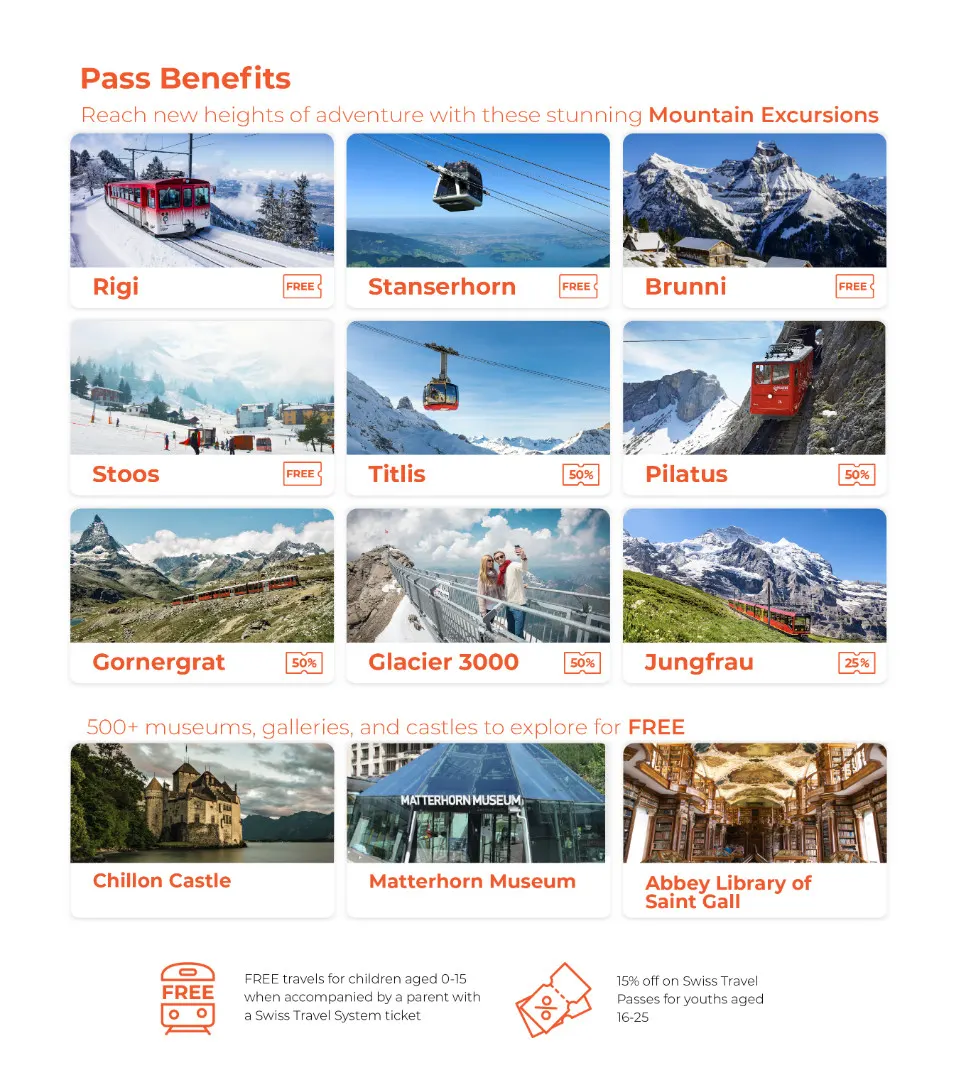 Pass Benefits
Reach new heights of adventure with these stunning Mountain Excursions
Rigi
FREE
Stanserhorn
FREE
Brunni
FREE
Stoos
FREE
Titlis
50%
Pilatus
50%
Gornergrat
50%
Glacier 3000
50%
Jungfrau
25%
500+ museums, galleries, and castles to explore for FREE
MATTERHORN MUSEUM
Chillon Castle
Matterhorn Museum
Abbey Library of
Saint Gall
FREE
FREE travels for children aged 0-15
when accompanied by a parent with
a Swiss Travel System ticket
%
15% off on Swiss Travel
Passes for youths aged
16-25